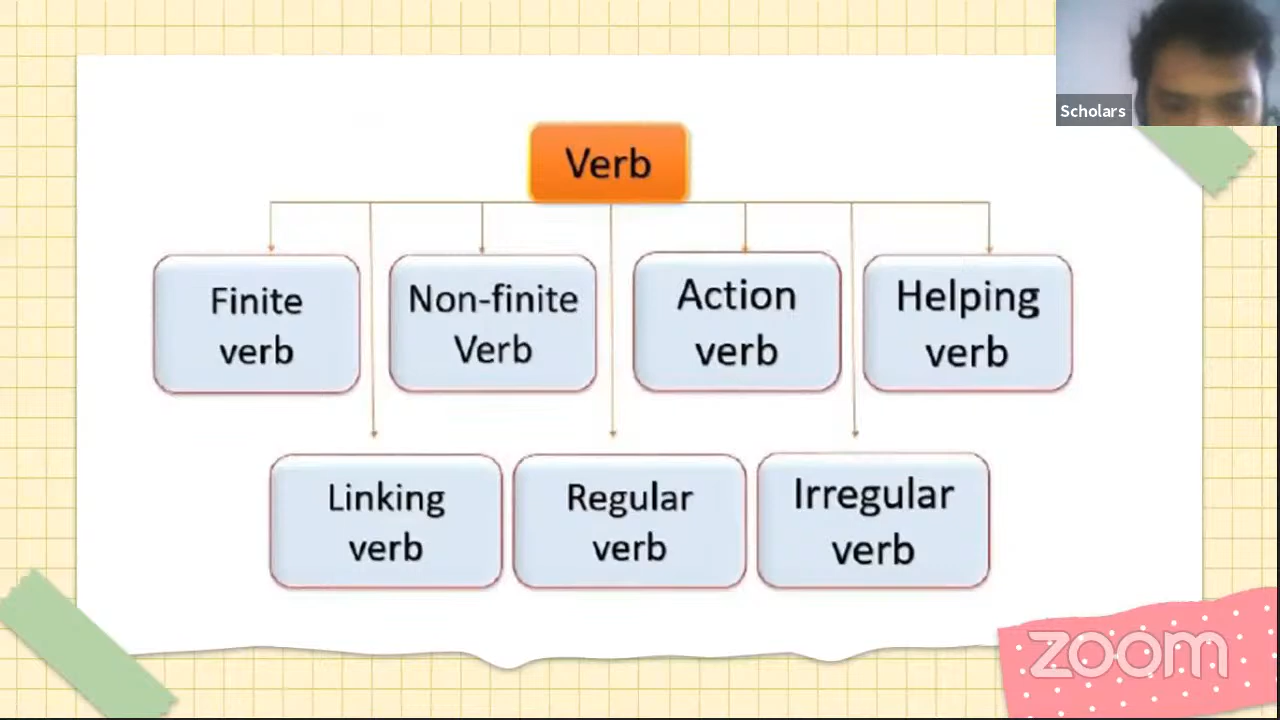 Scholars
Verb
Finite
verb
Non-finite
Verb
Action
verb
Helping
verb
Linking
verb
Regular
verb
Irregular
verb
zoom